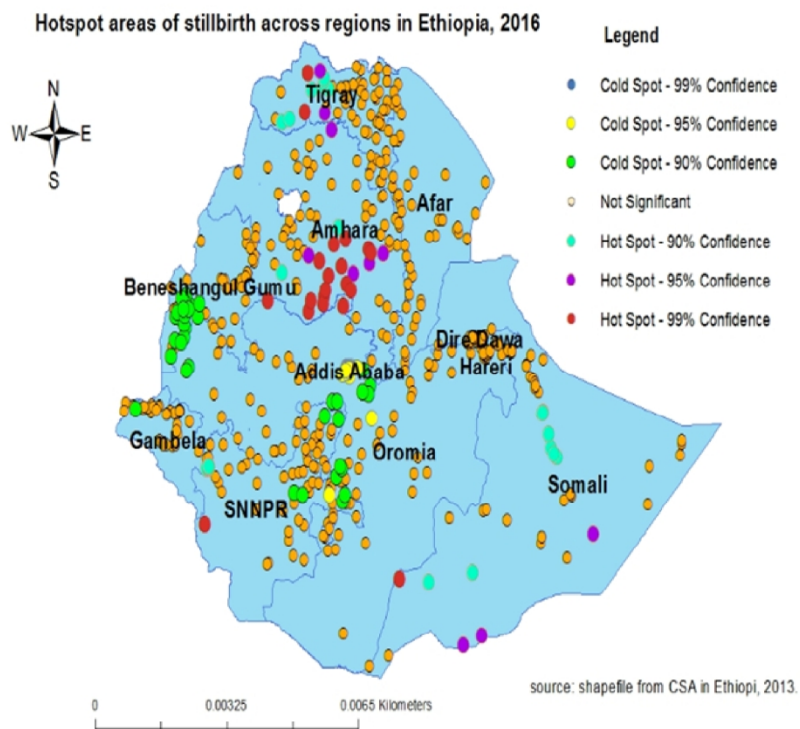 Hotspot areas of stillbirth across regions in Ethiopia, 2016
Legend
N
W E
S
Cold Spot - 99% Confidence
Cold Spot - 95% Confidence
Cold Spot - 90% Confidence
Not Significant
Hot Spot - 90% Confidence
Hot Spot - 95% Confidence
Hot Spot - 99% Confidence
Tigray
Afar
Amhara
Beneshangul Gumu
Dire Dawa
Hareri
Addis Ababa
Gambela
Oromia
Somali
SNNPR
source: shapefile from CSA in Ethiopi, 2013.
0 0.00325 0.0065 Kilometers